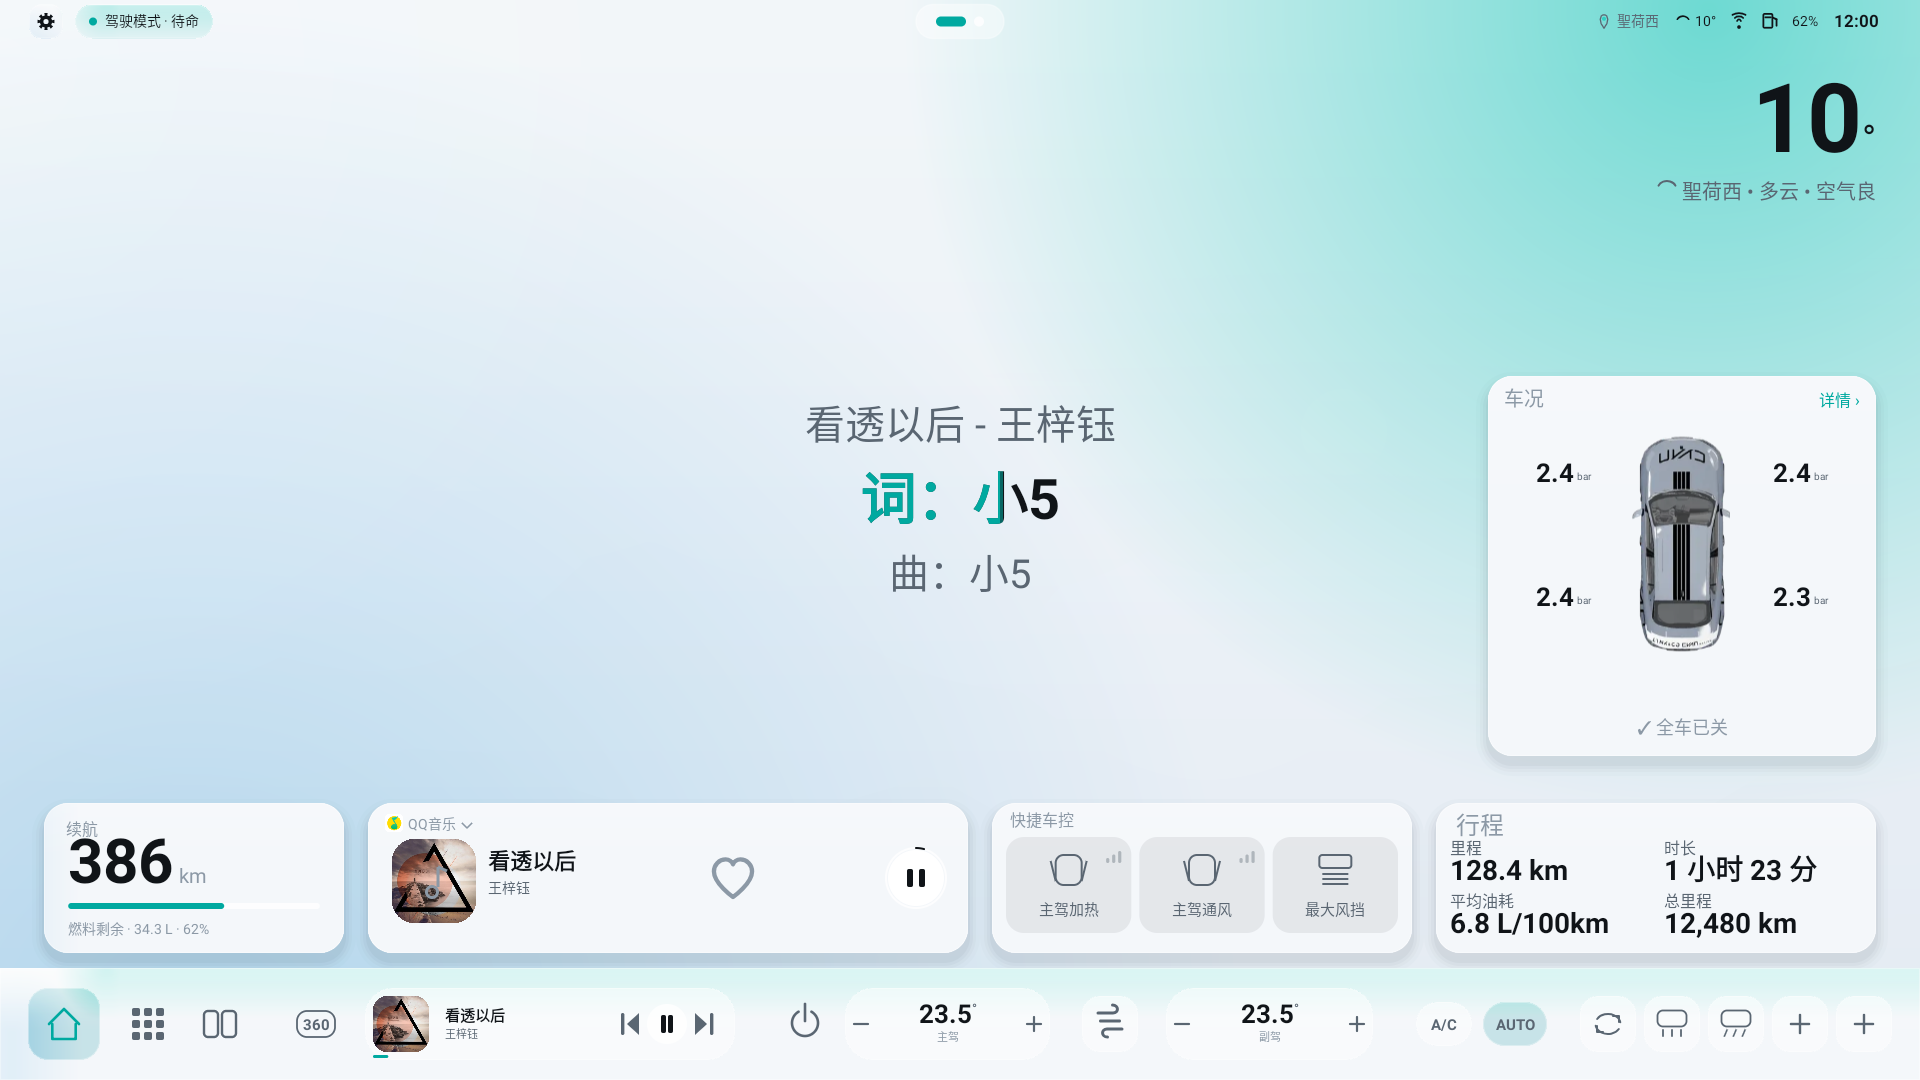 驾驶模式 · 待命
聖荷西
10°
62%
12:00
10°
聖荷西 • 多云 • 空气良
看透以后 - 王梓钰
词：小5
曲：小5
车况
详情 ›
2.4 bar
2.4 bar
2.4 bar
2.3 bar
✓ 全车已关
续航
386 km
燃料剩余 · 34.3 L · 62%
QQ音乐
看透以后
王梓钰
快捷车控
主驾加热
主驾通风
最大风挡
行程
里程
128.4 km
时长
1 小时 23 分
平均油耗
6.8 L/100km
总里程
12,480 km
360
看透以后
王梓钰
23.5°
主驾
23.5°
副驾
A/C
AUTO